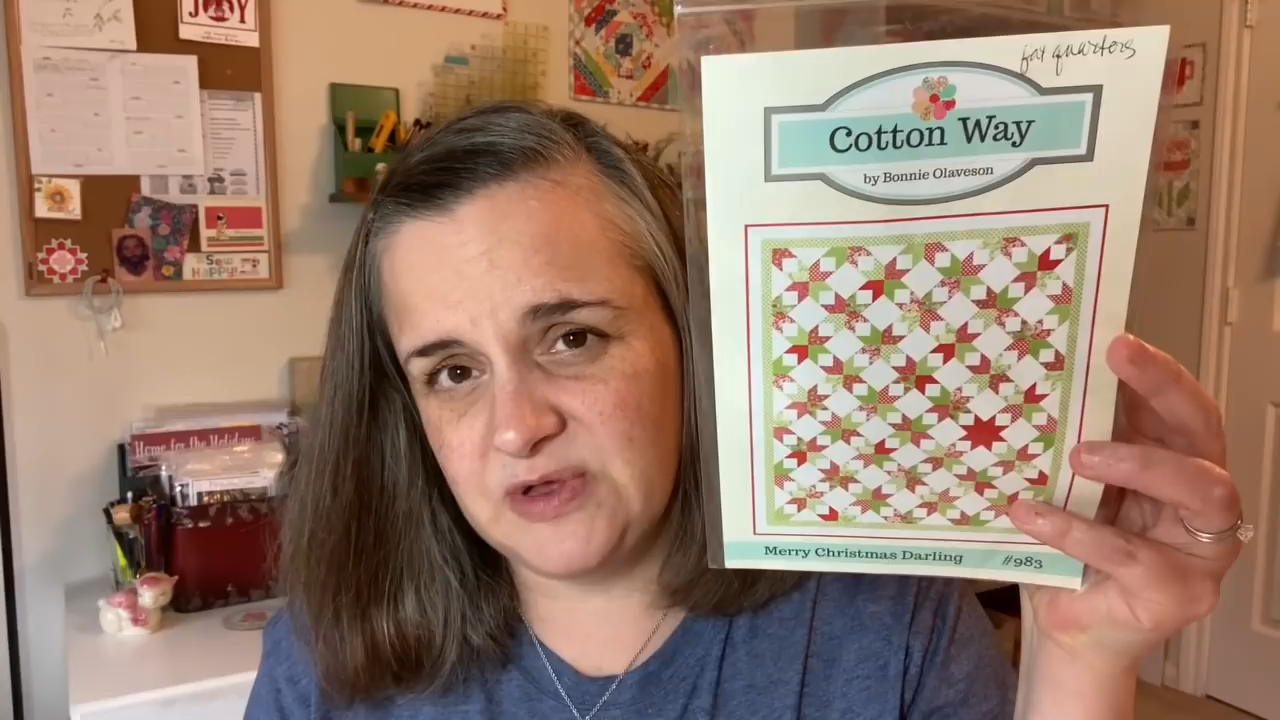 JOY
fat quarters
Cotton Way
by Bonnie Olaveson
Sew
Happy!
Home for the Holidays
Merry Christmas Darling #983